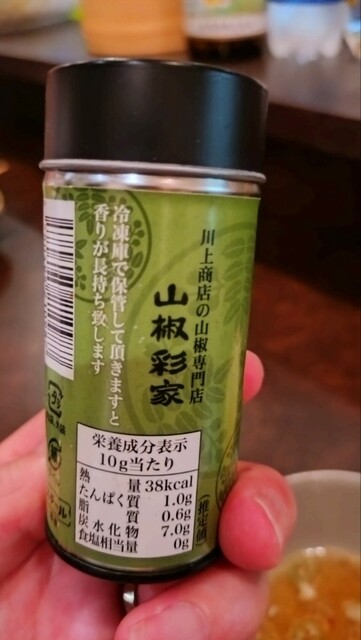 川上商店の山椒専門店
山椒彩家
冷凍庫で保管して頂きますと
香りが長持ち致します
栄養成分表示
10g当たり
熱量 38kcal
たんぱく質 1.0g
脂質 0.6g
炭水化物 7.0g
食塩相当量 0g
(推定値)